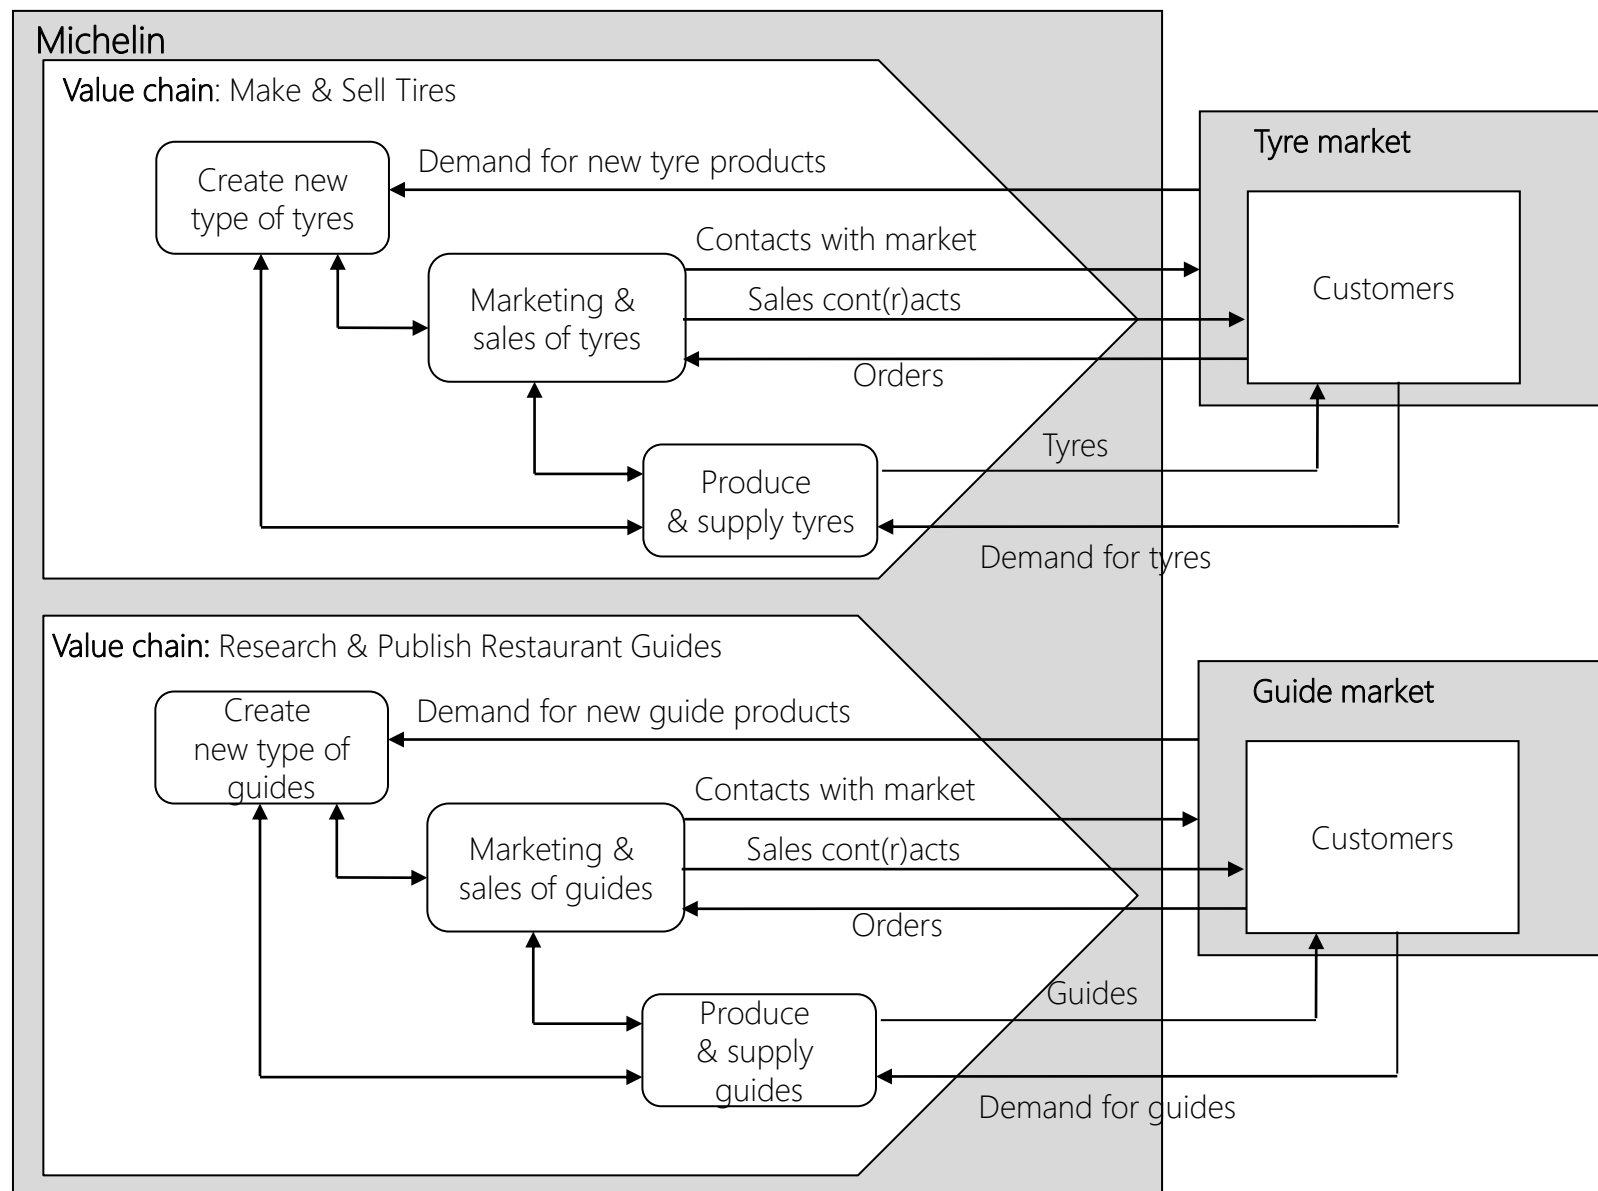 Michelin
Value chain: Make & Sell Tires
Tyre market
Demand for new tyre products
Create new
type of tyres
Contacts with market
Customers
Marketing &
sales of tyres
Sales cont(r)acts
Orders
Tyres
Produce
& supply tyres
Demand for tyres
Value chain: Research & Publish Restaurant Guides
Guide market
Create
new type of
guides
Demand for new guide products
Contacts with market
Customers
Marketing &
sales of guides
Sales cont(r)acts
Orders
Guides
Produce
& supply
guides
Demand for guides